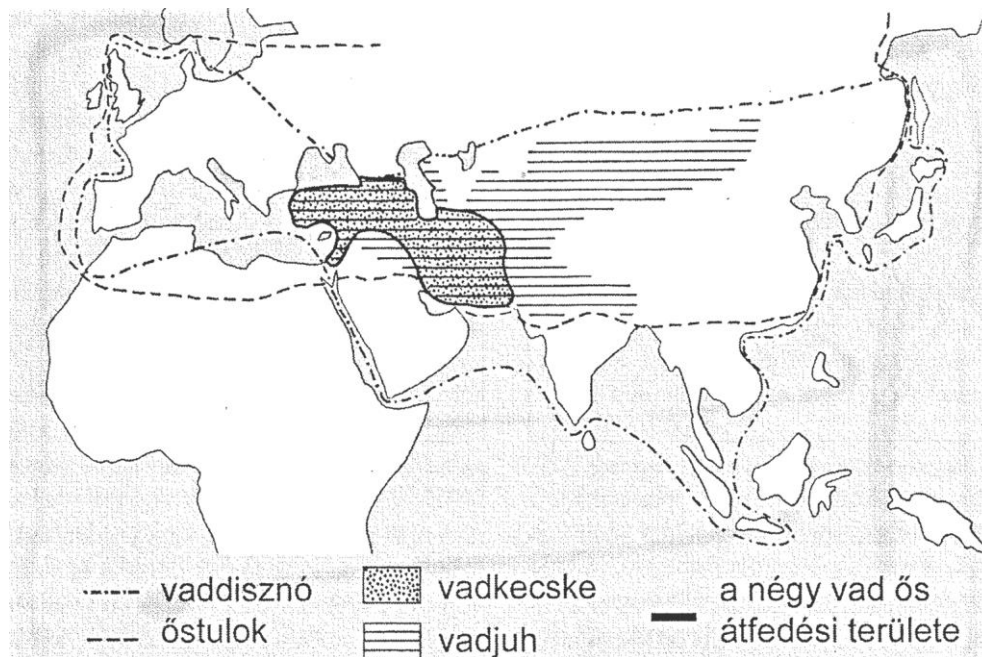 vaddisznó
őstulok
vadkecske
vadjuh
a négy vad ős
átfedési területe